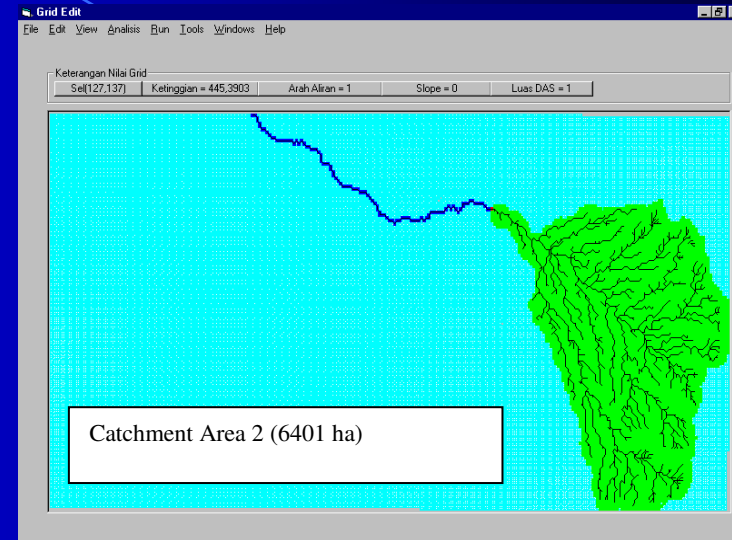 Grid Edit
File Edit View Analisis Run Tools Windows Help
Keterangan Nilai Grid
Sel(127,137) Ketinggian = 445,3903 Arah Aliran = 1 Slope = 0 Luas DAS = 1
Catchment Area 2 (6401 ha)